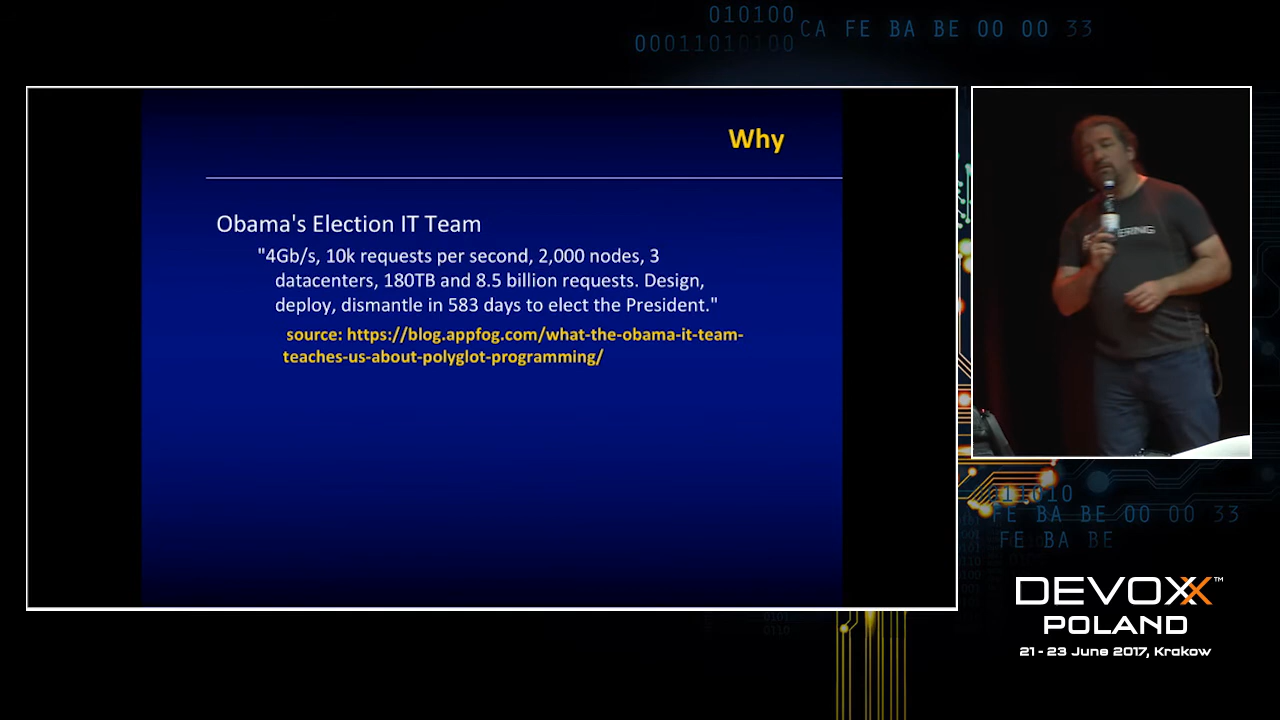 010100
CA FE BA BE 00 00 33
00011010100
Why
Obama's Election IT Team
"4Gb/s, 10k requests per second, 2,000 nodes, 3
datacenters, 180TB and 8.5 billion requests. Design,
deploy, dismantle in 583 days to elect the President."
source: https://blog.appfog.com/what-the-obama-it-team-
teaches-us-about-polyglot-programming/
FE BA BE 00 00 33
FE BA BE
DEVOXX™
POLAND
21 - 23 June 2017, Krakow